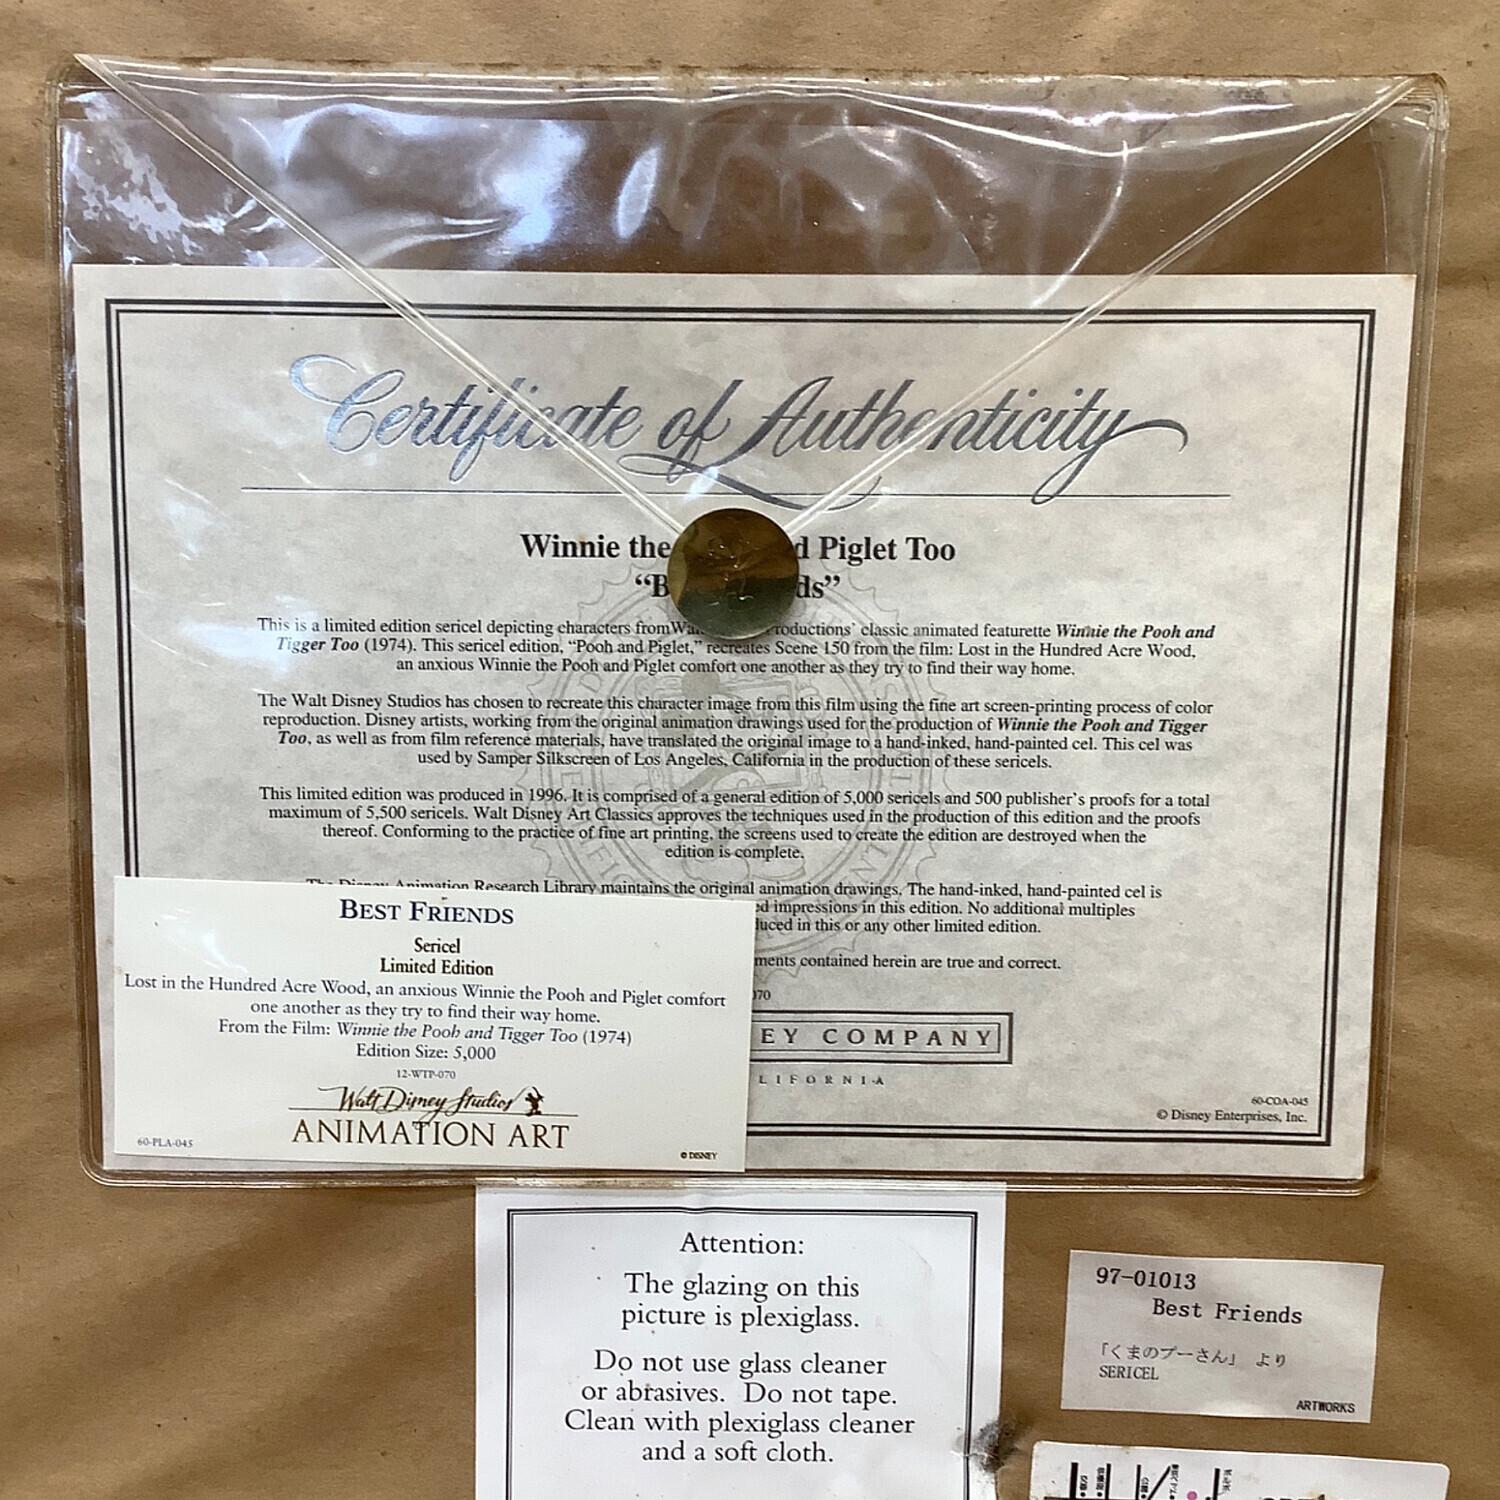 Certificate of Authenticity
Winnie the d Piglet Too
“B ds”
This is a limited edition sericel depicting characters from roductions’ classic animated featurette Winnie the Pooh and
Tigger Too (1974). This sericel edition, “Pooh and Piglet,” recreates Scene 150 from the film: Lost in the Hundred Acre Wood,
an anxious Winnie the Pooh and Piglet comfort one another as they try to find their way home.
The Walt Disney Studios has chosen to recreate this character image from this film using the fine art screen-printing process of color
reproduction. Disney artists, working from the original animation drawings used for the production of Winnie the Pooh and Tigger
Too, as well as from film reference materials, have translated the original image to a hand-inked, hand-painted cel. This cel was
used by Samper Silkscreen of Los Angeles, California in the production of these sericels.
This limited edition was produced in 1996. It is comprised of a general edition of 5,000 sericels and 500 publisher’s proofs for a total
maximum of 5,500 sericels. Walt Disney Art Classics approves the techniques used in the production of this edition and the proofs
thereof. Conforming to the practice of fine art printing, the screens used to create the edition are destroyed when the
edition is complete.
The Disney Animation Research Library maintains the original animation drawings. The hand-inked, hand-painted cel is
ed impressions in this edition. No additional multiples
duced in this or any other limited edition.
ments contained herein are true and correct.
070
EY COMPANY
LIFORNIA
60-COA-045
© Disney Enterprises, Inc.
BEST FRIENDS
Sericel
Limited Edition
Lost in the Hundred Acre Wood, an anxious Winnie the Pooh and Piglet comfort
one another as they try to find their way home.
From the Film: Winnie the Pooh and Tigger Too (1974)
Edition Size: 5,000
12-WTP-070
Walt Disney Studios
ANIMATION ART
60-PLA-045
© DISNEY
Attention:
The glazing on this
picture is plexiglass.
Do not use glass cleaner
or abrasives. Do not tape.
Clean with plexiglass cleaner
and a soft cloth.
97-01013
Best Friends
「くまのプーさん」 より
SERICEL
ARTWORKS